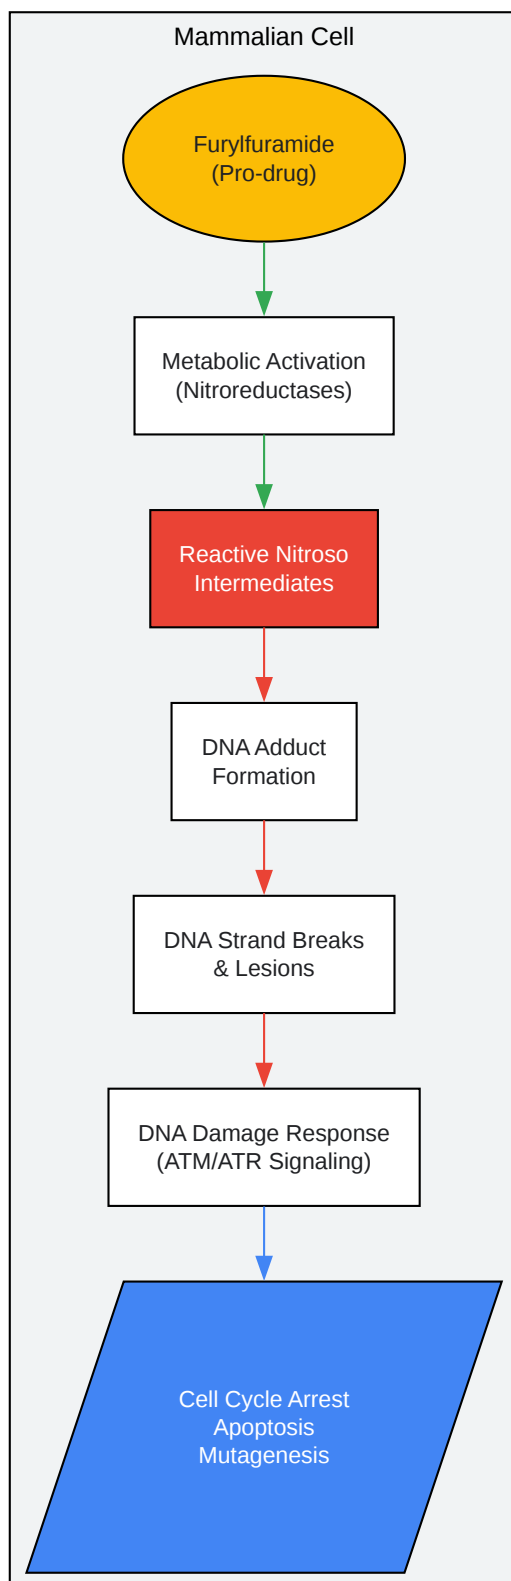 Mammalian Cell
Furylfuramide
(Pro-drug)
Metabolic Activation
(Nitroreductases)
Reactive Nitroso
Intermediates
DNA Adduct
Formation
DNA Strand Breaks
& Lesions
DNA Damage Response
(ATM/ATR Signaling)
Cell Cycle Arrest
Apoptosis
Mutagenesis